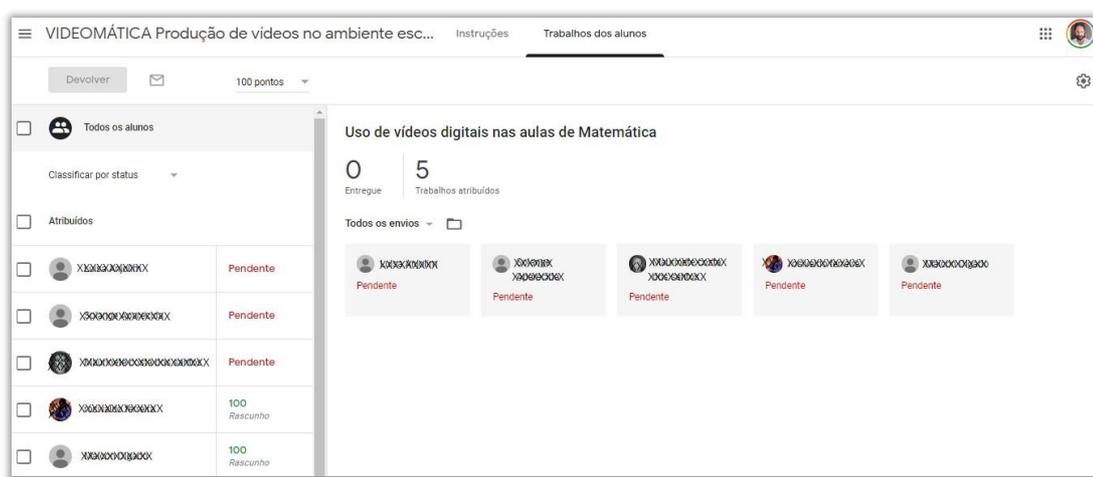 VIDEOMÁTICA Produção de vídeos no ambiente esc... Instruções Trabalhos dos alunos
Devolver 100 pontos
Todos os alunos
Classificar por status
Atribuídos
Pendente
Pendente
Pendente
100
Rascunho
100
Rascunho
Uso de vídeos digitais nas aulas de Matemática
0 5
Entregue Trabalhos atribuídos
Todos os envios
Pendente Pendente Pendente Pendente Pendente